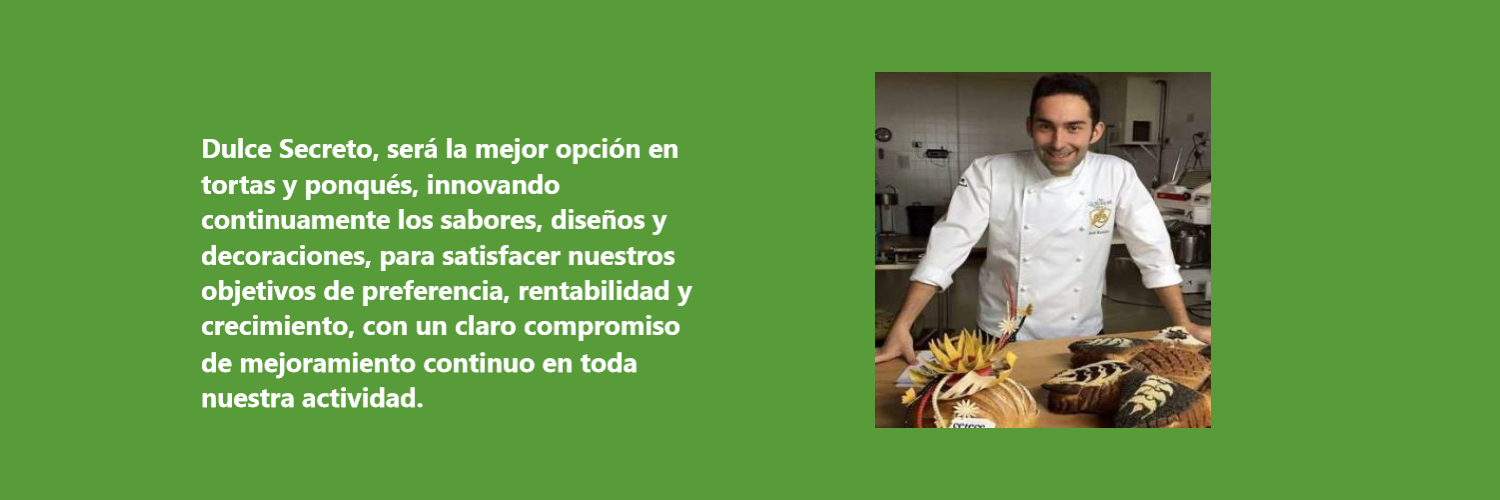 Dulce Secreto, será la mejor opción en
tortas y ponqués, innovando
continuamente los sabores, diseños y
decoraciones, para satisfacer nuestros
objetivos de preferencia, rentabilidad y
crecimiento, con un claro compromiso
de mejoramiento continuo en toda
nuestra actividad.